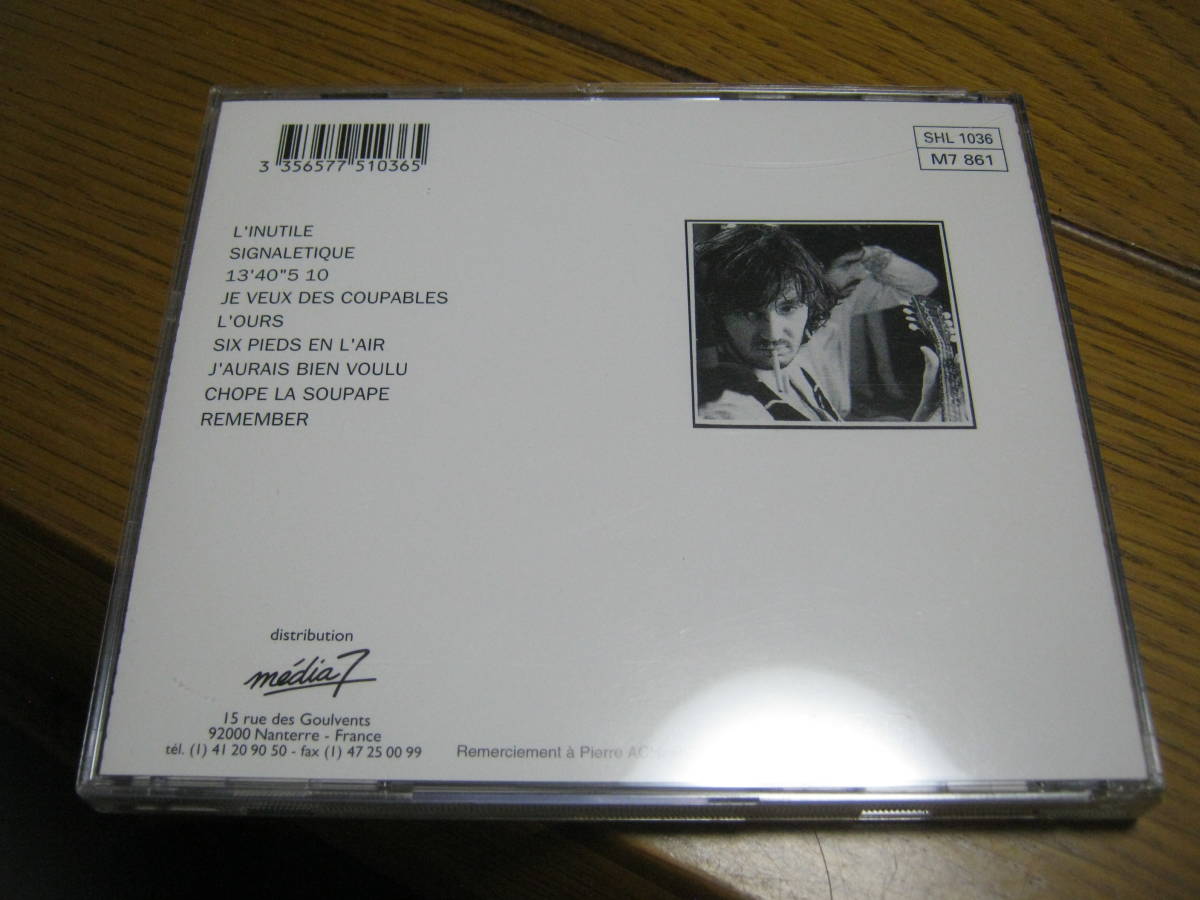 3 356577 510365
SHL 1036
M7 861
L'INUTILE
SIGNALETIQUE
13'40"5 10
JE VEUX DES COUPABLES
L'OURS
SIX PIEDS EN L'AIR
J'AURAIS BIEN VOULU
CHOPE LA SOUPAPE
REMEMBER
distribution
média 7
15 rue des Goulvents
92000 Nanterre - France
tél. (1) 41 20 90 50 - fax (1) 47 25 00 99
Remerciement à Pierre